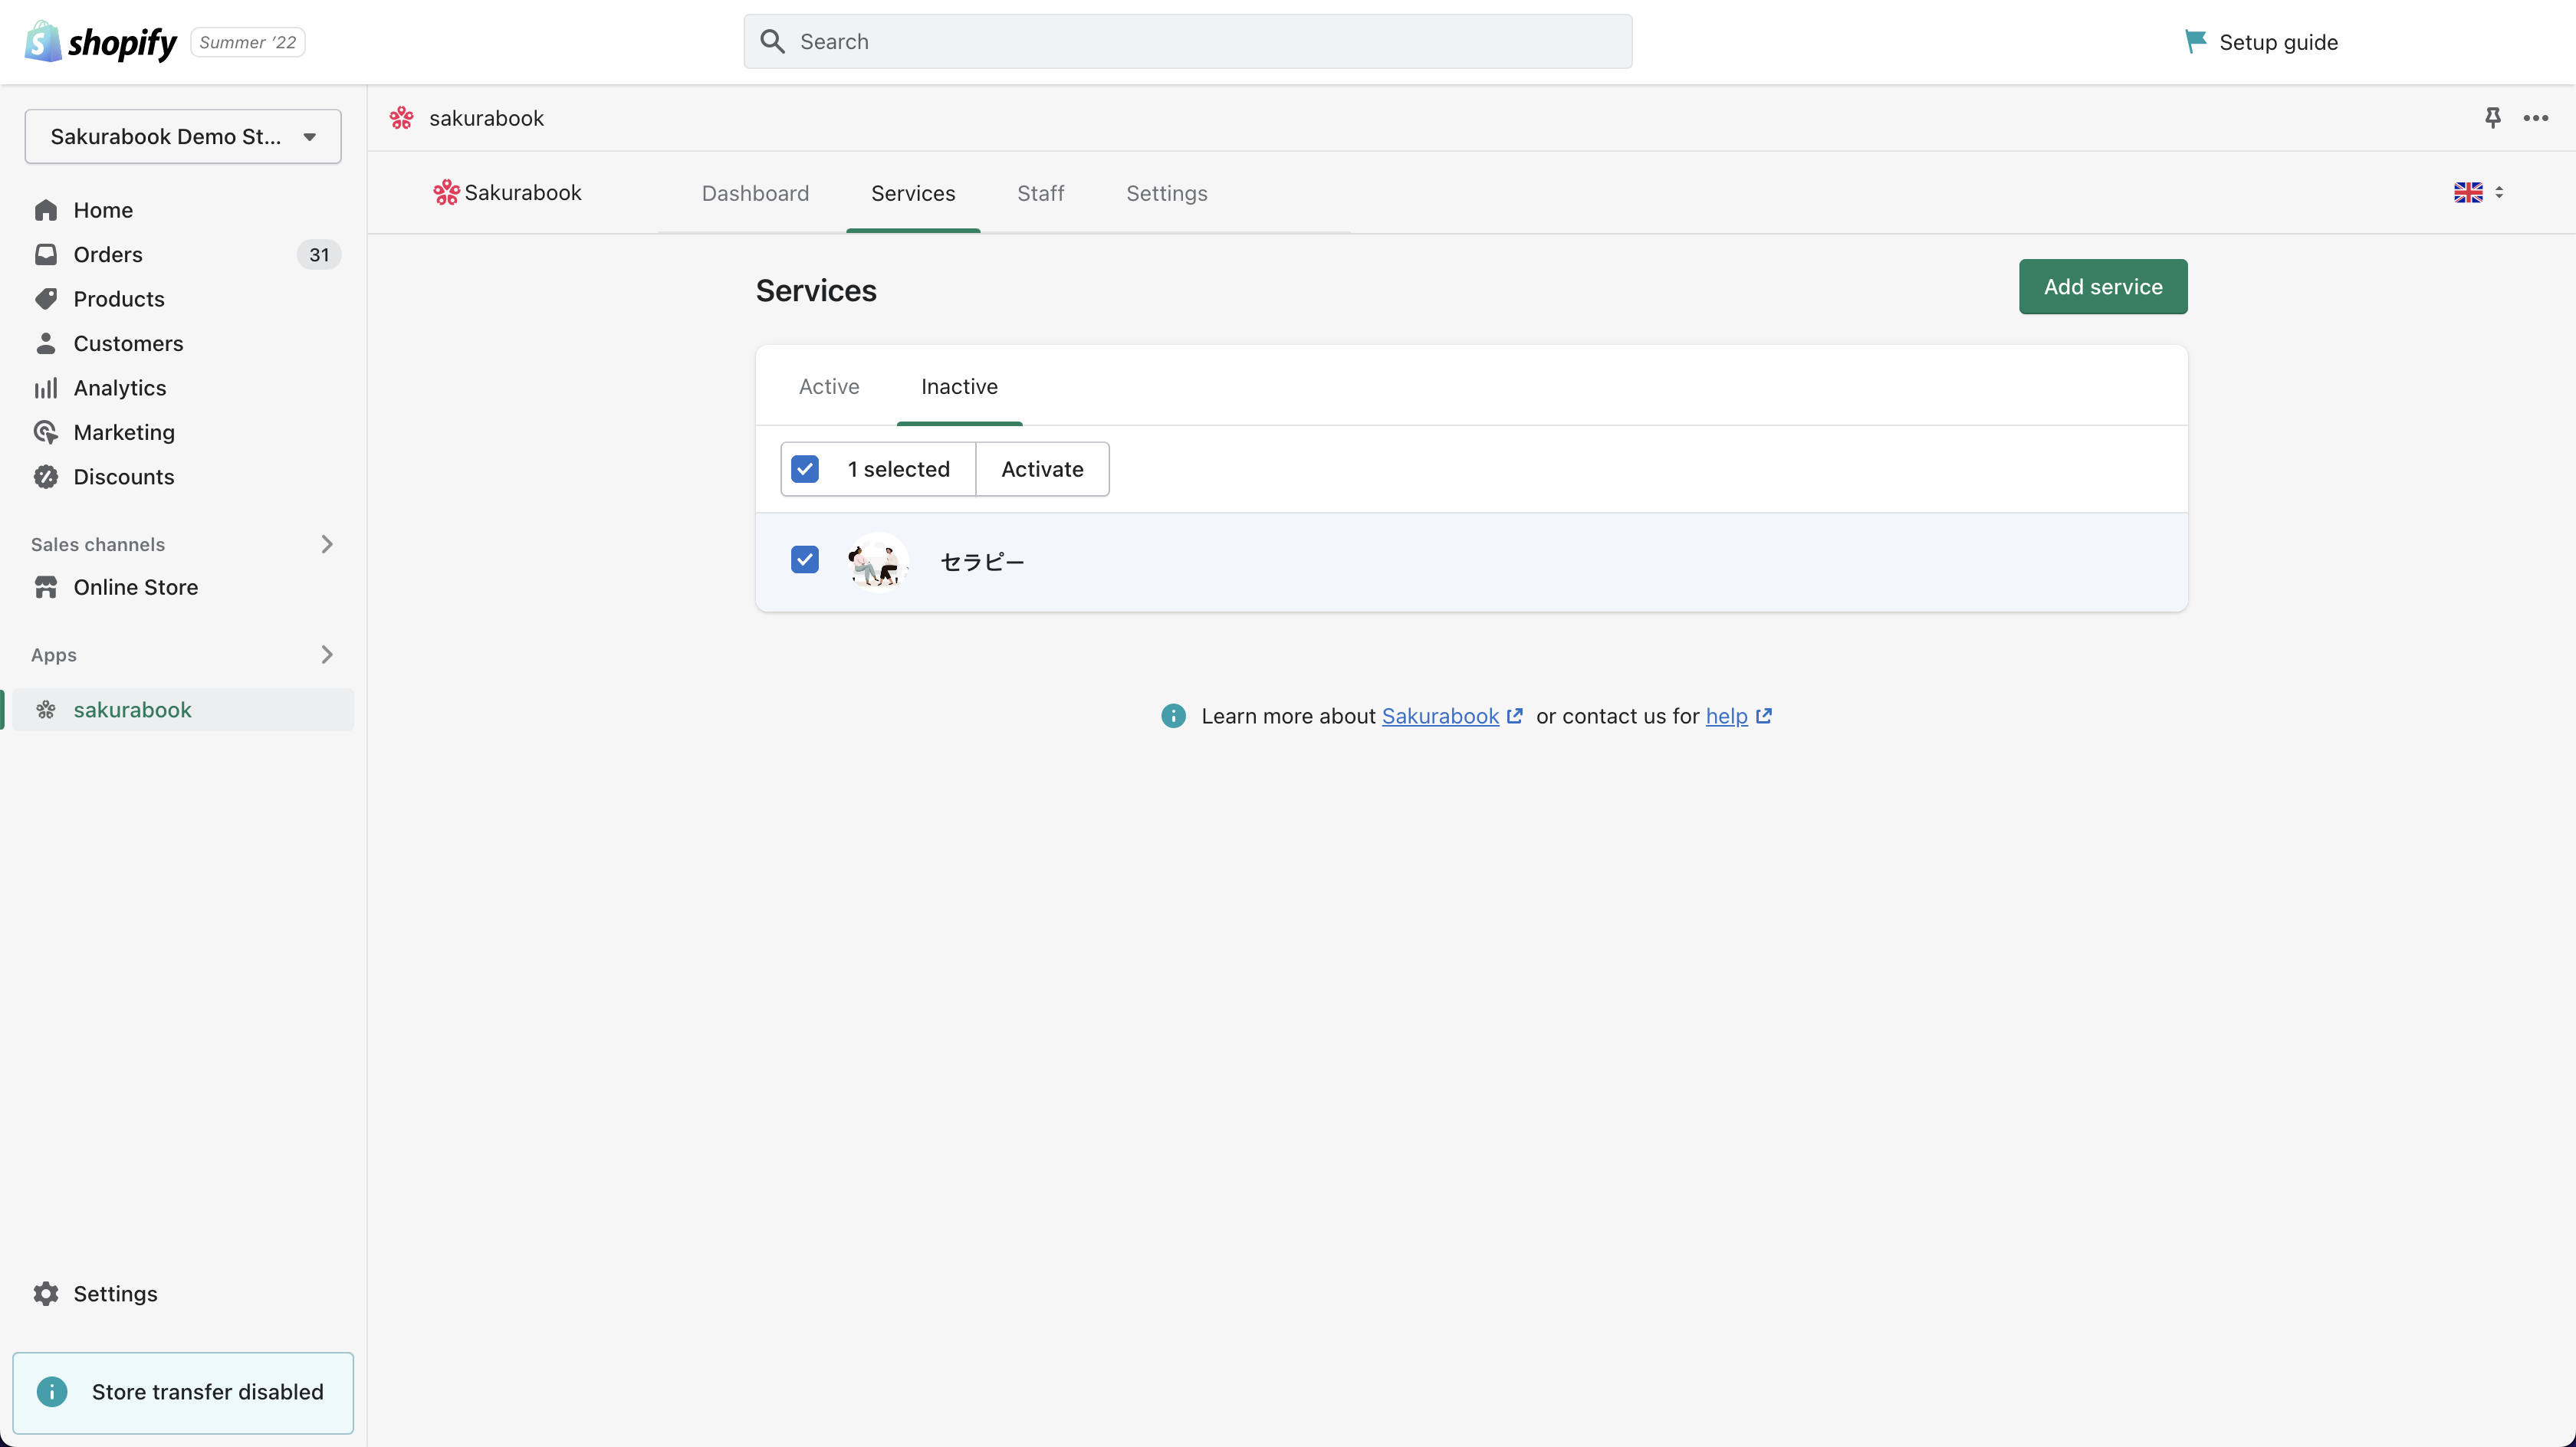 shopify Summer '22
Search
Setup guide
Sakurabook Demo St...
Home
Orders 31
Products
Customers
Analytics
Marketing
Discounts
Sales channels
Online Store
Apps
sakurabook
Settings
Store transfer disabled
sakurabook
Sakurabook Dashboard Services Staff Settings
Services Add service
Active Inactive
1 selected Activate
セラピー
Learn more about Sakurabook or contact us for help